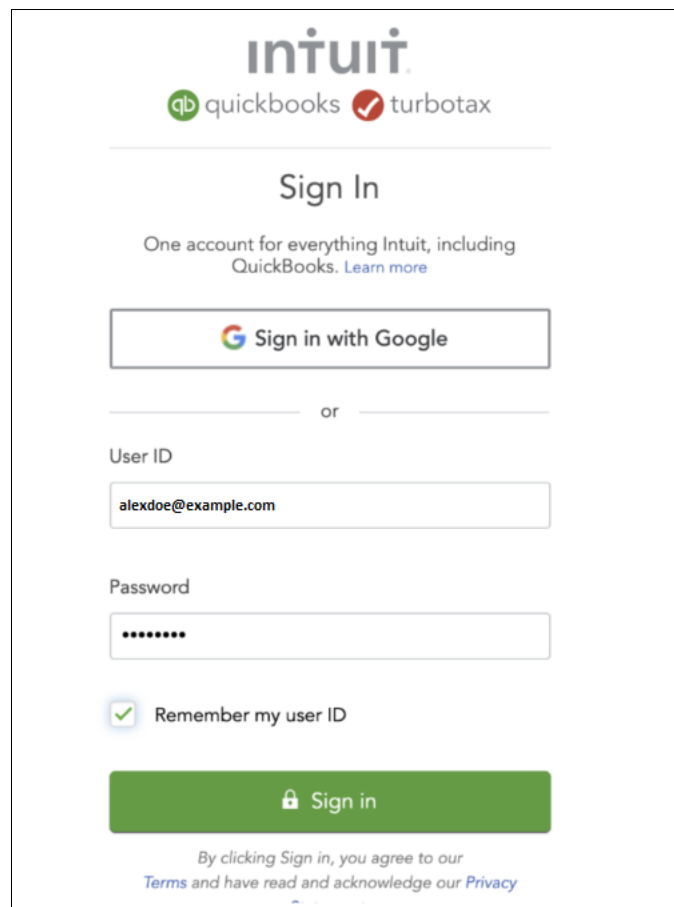 intuit
qb quickbooks turbotax
Sign In
One account for everything Intuit, including
QuickBooks. Learn more
G Sign in with Google
or
User ID
alexdoe@example.com
Password
••••••••
Remember my user ID
Sign in
By clicking Sign in, you agree to our
Terms and have read and acknowledge our Privacy